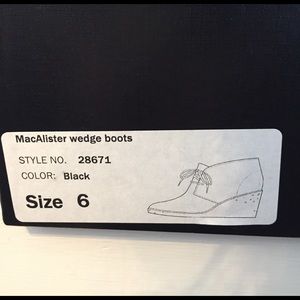 MacAlister wedge boots
STYLE NO. 28671
COLOR: Black
Size 6